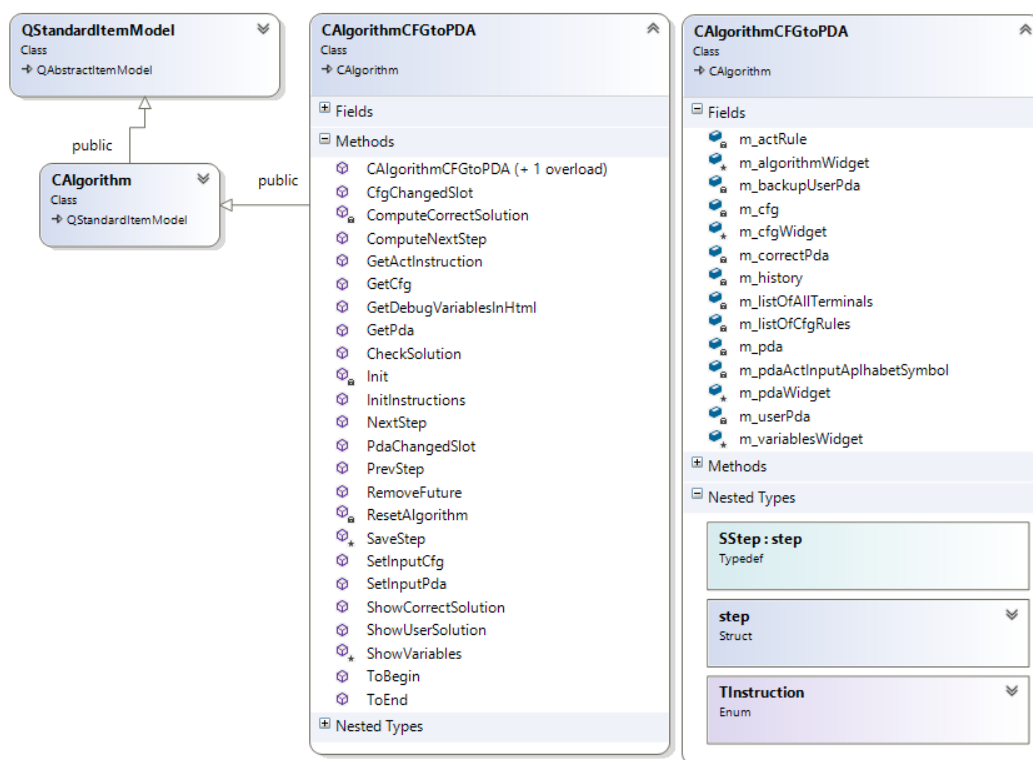 QStandardItemModel
Class
QAbstractItemModel
public
CAlgorithm
Class
QStandardItemModel
public
CAlgorithmCFGtoPDA
Class
CAlgorithm
Fields
Methods
CAlgorithmCFGtoPDA (+ 1 overload)
CfgChangedSlot
ComputeCorrectSolution
ComputeNextStep
GetActInstruction
GetCfg
GetDebugVariablesInHtml
GetPda
CheckSolution
Init
InitInstructions
NextStep
PdaChangedSlot
PrevStep
RemoveFuture
ResetAlgorithm
SaveStep
SetInputCfg
SetInputPda
ShowCorrectSolution
ShowUserSolution
ShowVariables
ToBegin
ToEnd
Nested Types
CAlgorithmCFGtoPDA
Class
CAlgorithm
Fields
m_actRule
m_algorithmWidget
m_backupUserPda
m_cfg
m_cfgWidget
m_correctPda
m_history
m_listOfAllTerminals
m_listOfCfgRules
m_pda
m_pdaActInputAplhabetSymbol
m_pdaWidget
m_userPda
m_variablesWidget
Methods
Nested Types
SStep : step
Typedef
step
Struct
TInstruction
Enum